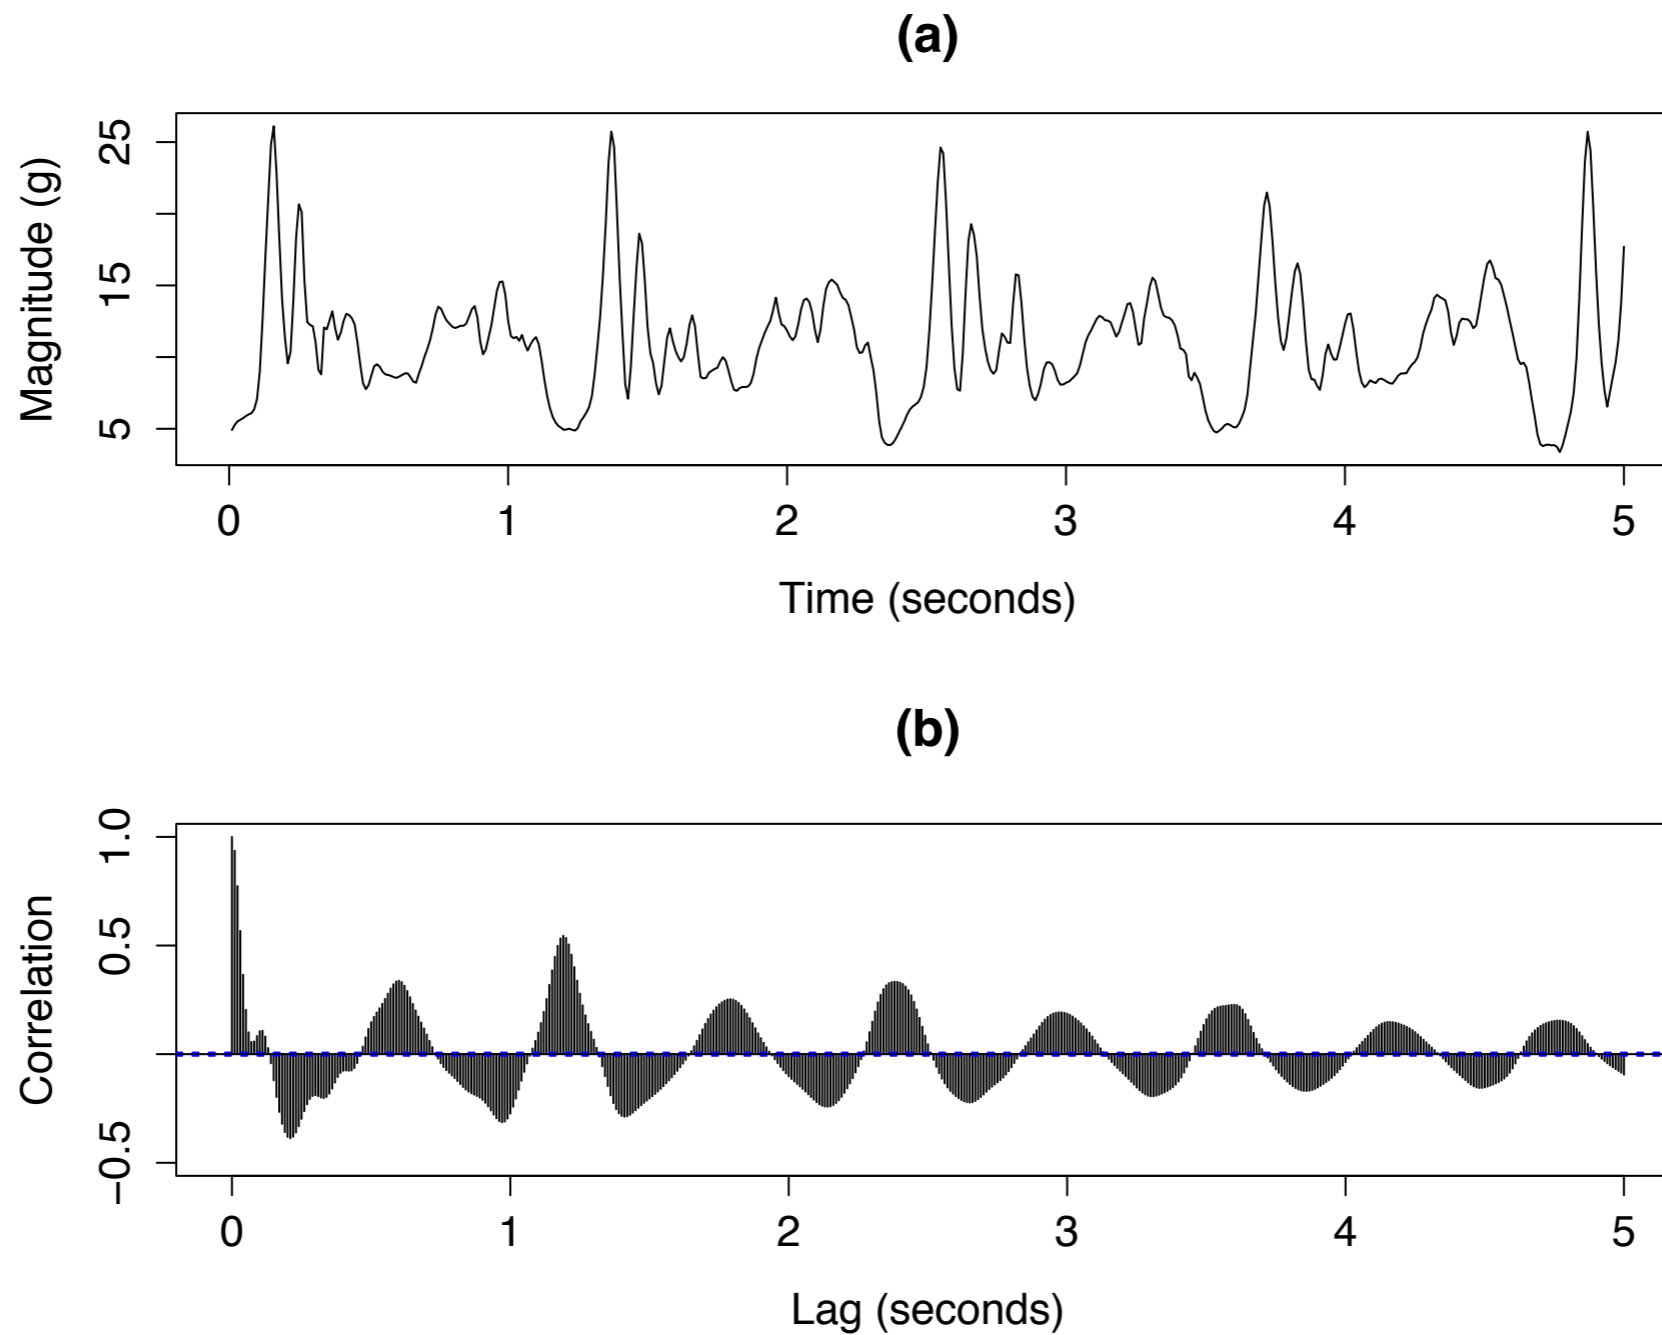 (a)
Magnitude (g)
25
15
5
0 1 2 3 4 5
Time (seconds)
(b)
Correlation
1.0
0.5
−0.5
0 1 2 3 4 5
Lag (seconds)